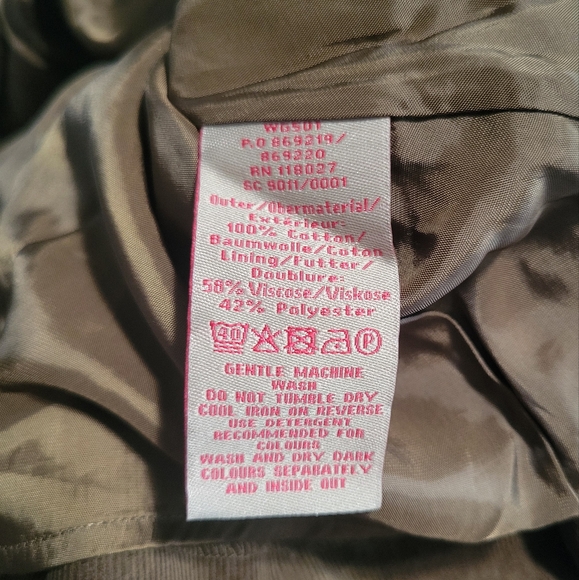 WG501
P.O 869219/
869220
RN 118027
SC 9011/0001
Outer/Obermaterial/
Extérieur:
100% Cotton/
Baumwolle/Coton
Lining/Futter/
Doublure:
58% Viscose/Viskose
42% Polyester
40
P
GENTLE MACHINE
WASH
DO NOT TUMBLE DRY
COOL IRON ON REVERSE
USE DETERGENT
RECOMMENDED FOR
COLOURS
WASH AND DRY DARK
COLOURS SEPARATELY
AND INSIDE OUT